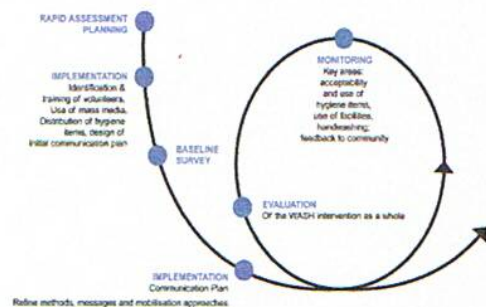 RAPID ASSESSMENT
PLANNING
IMPLEMENTATION
Identification &
training of volunteers,
Use of mass media,
Distribution of hygiene
items, design of
initial communication plan
BASELINE
SURVEY
IMPLEMENTATION
Communication Plan
Refine methods, messages and mobilisation approaches
MONITORING
Key areas:
acceptability
and use of
hygiene items,
use of facilities,
handwashing;
feedback to community
EVALUATION
Of the WASH intervention as a whole